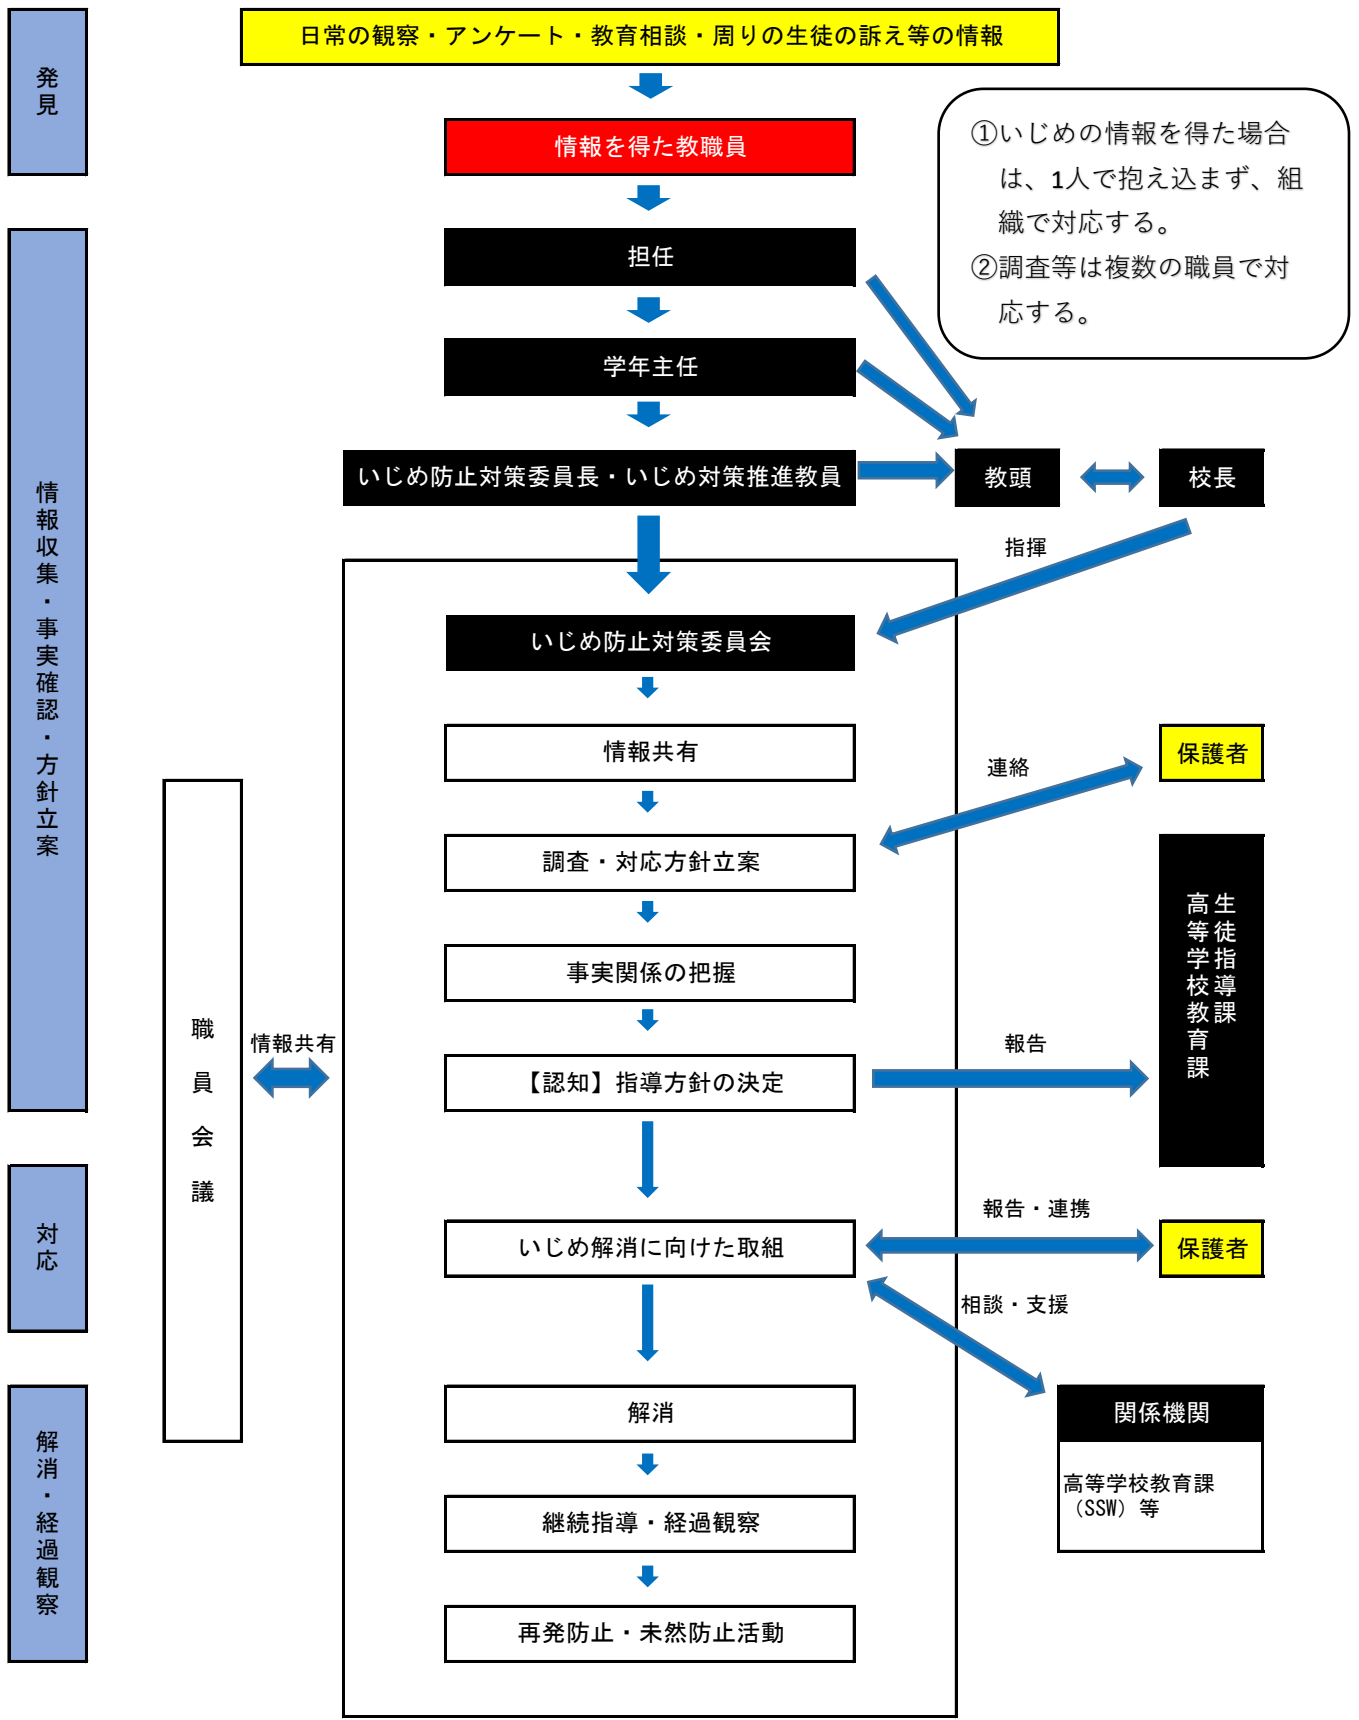 発見
日常の観察・アンケート・教育相談・周りの生徒の訴え等の情報
情報を得た教職員
①いじめの情報を得た場合
は、1人で抱え込まず、組
織で対応する。
②調査等は複数の職員で対
応する。
情報収集・事実確認・方針立案
担任
学年主任
いじめ防止対策委員長・いじめ対策推進教員
教頭
校長
指揮
いじめ防止対策委員会
情報共有
連絡
保護者
調査・対応方針立案
事実関係の把握
生徒指導課
高等学校教育課
職員会議
情報共有
【認知】指導方針の決定
報告
対応
いじめ解消に向けた取組
報告・連携
保護者
相談・支援
解消・経過観察
解消
関係機関
高等学校教育課
（SSW）等
継続指導・経過観察
再発防止・未然防止活動